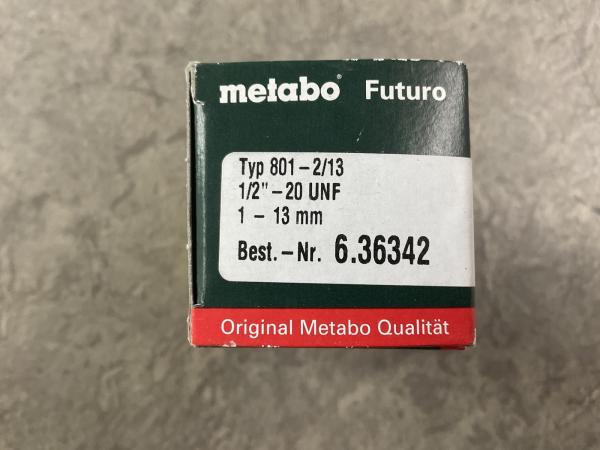 metabo® Futuro
Typ 801 – 2/13
1/2" – 20 UNF
1 – 13 mm
Best. – Nr. 6.36342
Original Metabo Qualität